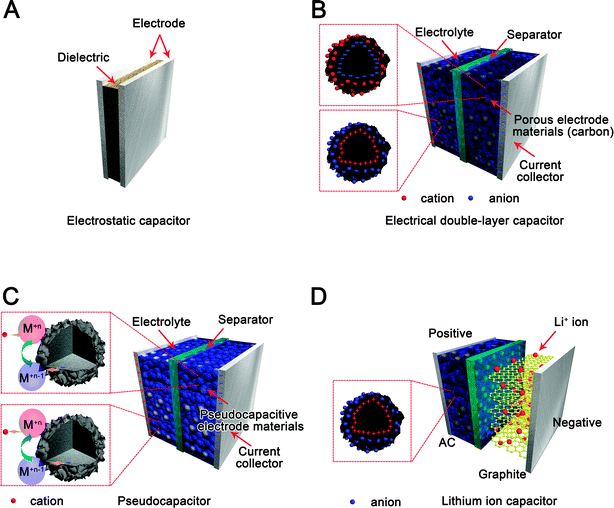 A
Electrode
Dielectric
Electrostatic capacitor
B
Electrolyte
Separator
Porous electrode
materials (carbon)
Current
collector
cation
anion
Electrical double-layer capacitor
C
M+n
M+n-1
M+n
M+n-1
Electrolyte
Separator
Pseudocapacitive
electrode materials
Current
collector
cation
Pseudocapacitor
D
Positive
Li+ ion
Negative
AC
Graphite
anion
Lithium ion capacitor